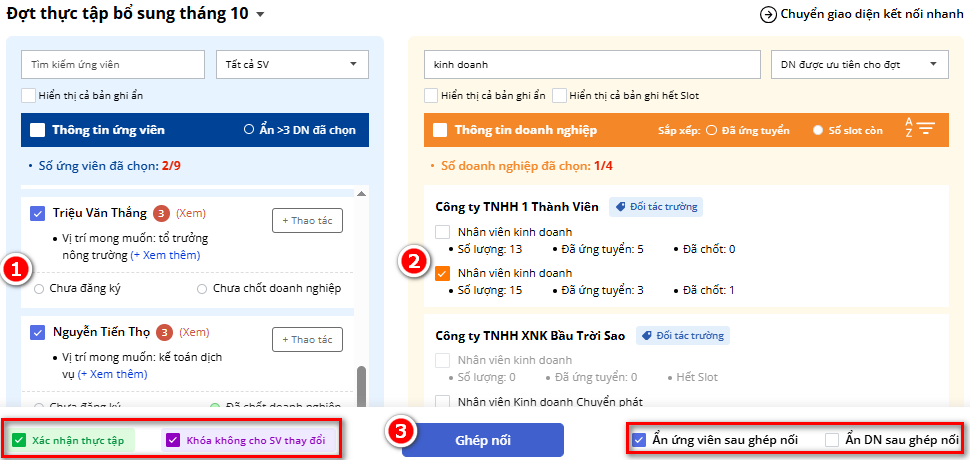 Đợt thực tập bổ sung tháng 10
Chuyển giao diện kết nối nhanh
Tìm kiếm ứng viên
Tất cả SV
Hiển thị cả bản ghi ẩn
Thông tin ứng viên
Ẩn >3 DN đã chọn
• Số ứng viên đã chọn: 2/9
Triệu Văn Thắng 3 (Xem)
+ Thao tác
• Vị trí mong muốn: tổ trưởng
nông trường (+ Xem thêm)
1
Chưa đăng ký
Chưa chốt doanh nghiệp
Nguyễn Tiến Thọ 3 (Xem)
+ Thao tác
• Vị trí mong muốn: kế toán dịch
vụ (+ Xem thêm)
Chưa đăng ký
Đã chốt doanh nghiệp
kinh doanh
DN được ưu tiên cho đợt
Hiển thị cả bản ghi ẩn
Hiển thị cả bản ghi hết Slot
Thông tin doanh nghiệp
Sắp xếp:
Đã ứng tuyển
Số slot còn
A
Z
• Số doanh nghiệp đã chọn: 1/4
Công ty TNHH 1 Thành Viên
Đối tác trường
Nhân viên kinh doanh
• Số lượng: 13 • Đã ứng tuyển: 5 • Đã chốt: 0
2
Nhân viên kinh doanh
• Số lượng: 15 • Đã ứng tuyển: 3 • Đã chốt: 1
Công ty TNHH XNK Bầu Trời Sao
Đối tác trường
Nhân viên kinh doanh
• Số lượng: 0 • Đã ứng tuyển: 0 • Hết Slot
Nhân viên Kinh doanh Chuyển phát
Xác nhận thực tập
Khóa không cho SV thay đổi
3
Ghép nối
Ẩn ứng viên sau ghép nối
Ẩn DN sau ghép nối